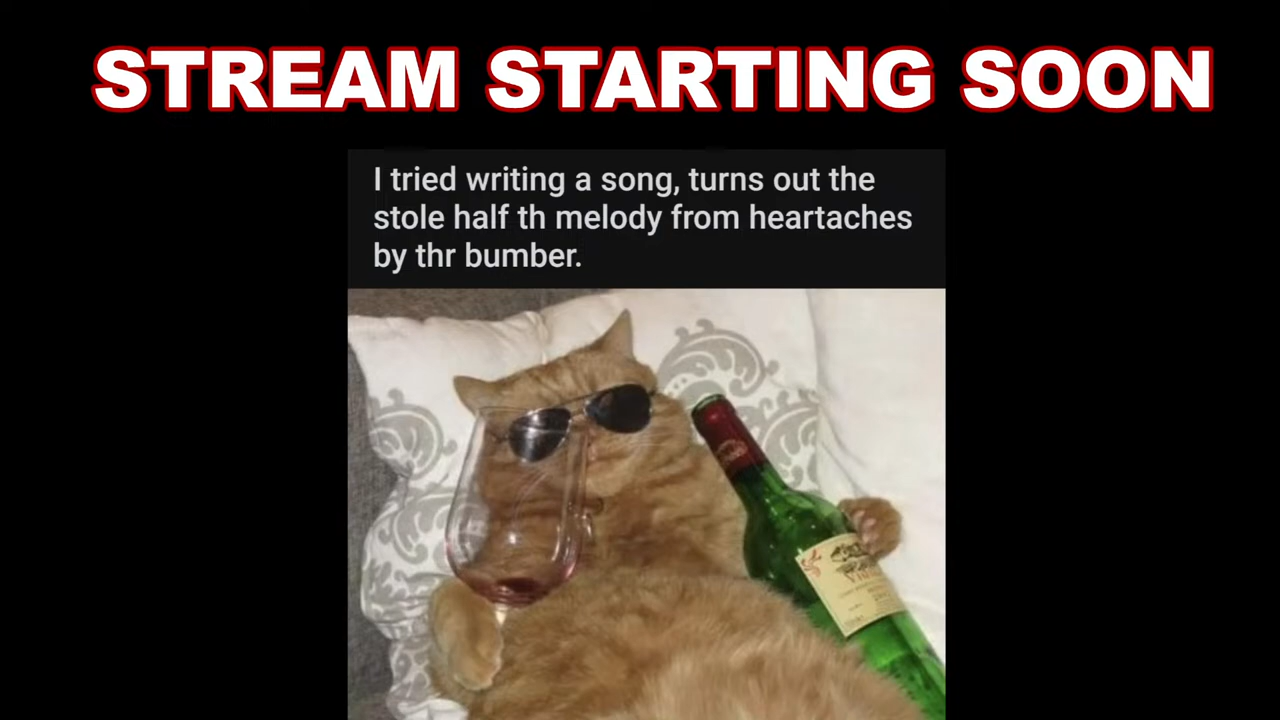 STREAM STARTING SOON
I tried writing a song, turns out the
stole half th melody from heartaches
by thr bumber.